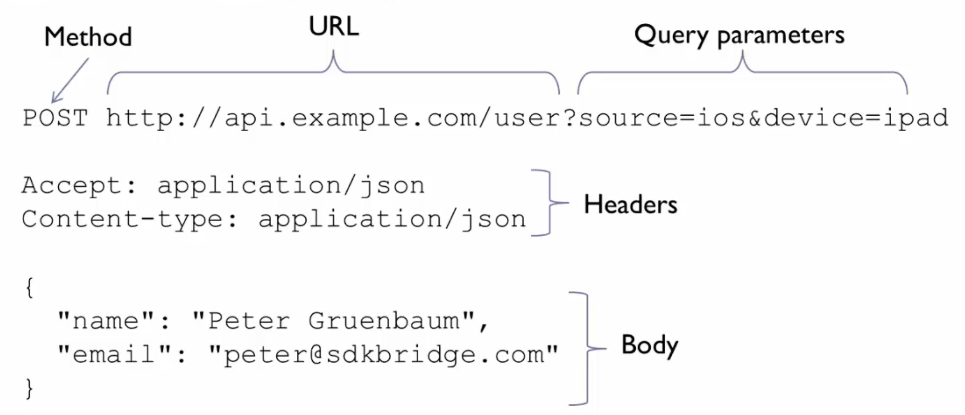 Method URL Query parameters
POST http://api.example.com/user?source=ios&device=ipad
Accept: application/json
Content-type: application/json
Headers
{
"name": "Peter Gruenbaum",
"email": "peter@sdkbridge.com"
}
Body